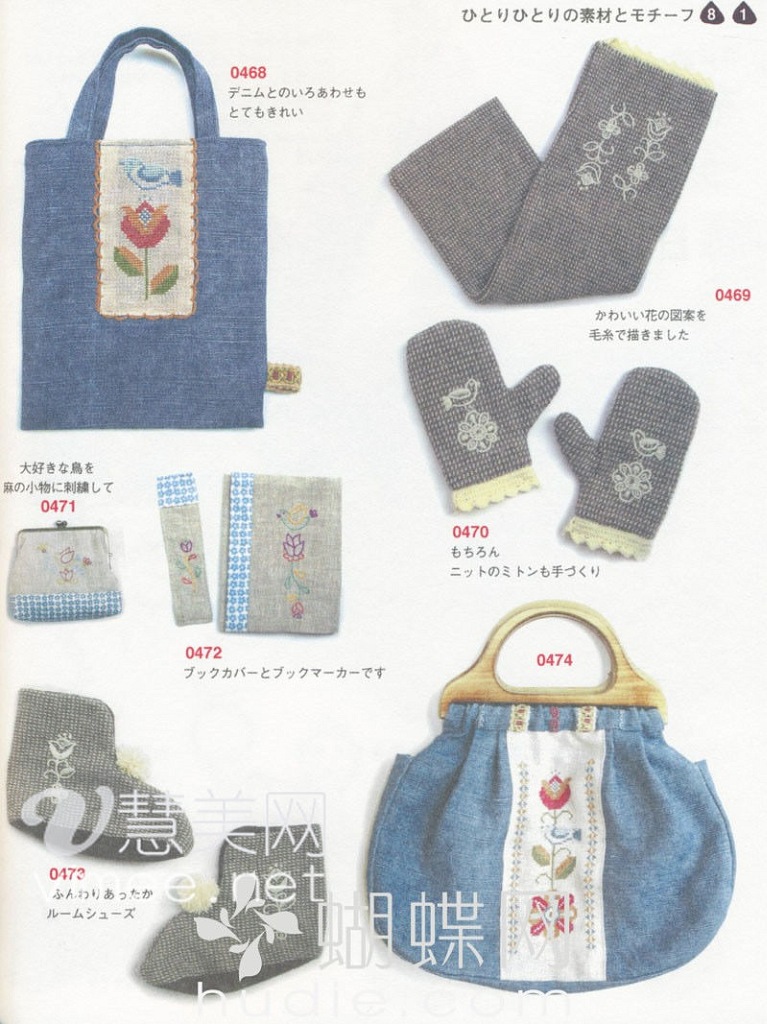 ひとりひとりの素材とモチーフ 8 1
0468
デニムとのいろあわせも
とてもきれい
0469
かわいい花の図案を
毛糸で描きました
大好きな鳥を
麻の小物に刺繍して
0471
0470
もちろん
ニットのミトンも手づくり
0472
ブックカバーとブックマーカーです
0474
0473
ふんわりあったか
ルームシューズ
慧美网
蝴蝶网
hudie.com